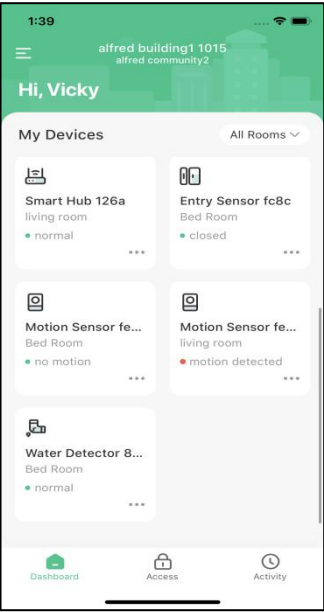 1:39
alfred building1 1015
alfred community2
Hi, Vicky
My Devices
All Rooms
Smart Hub 126a
living room
normal
Entry Sensor fc8c
Bed Room
closed
Motion Sensor fe...
Bed Room
no motion
Motion Sensor fe...
living room
motion detected
Water Detector 8...
Bed Room
normal
Dashboard
Access
Activity